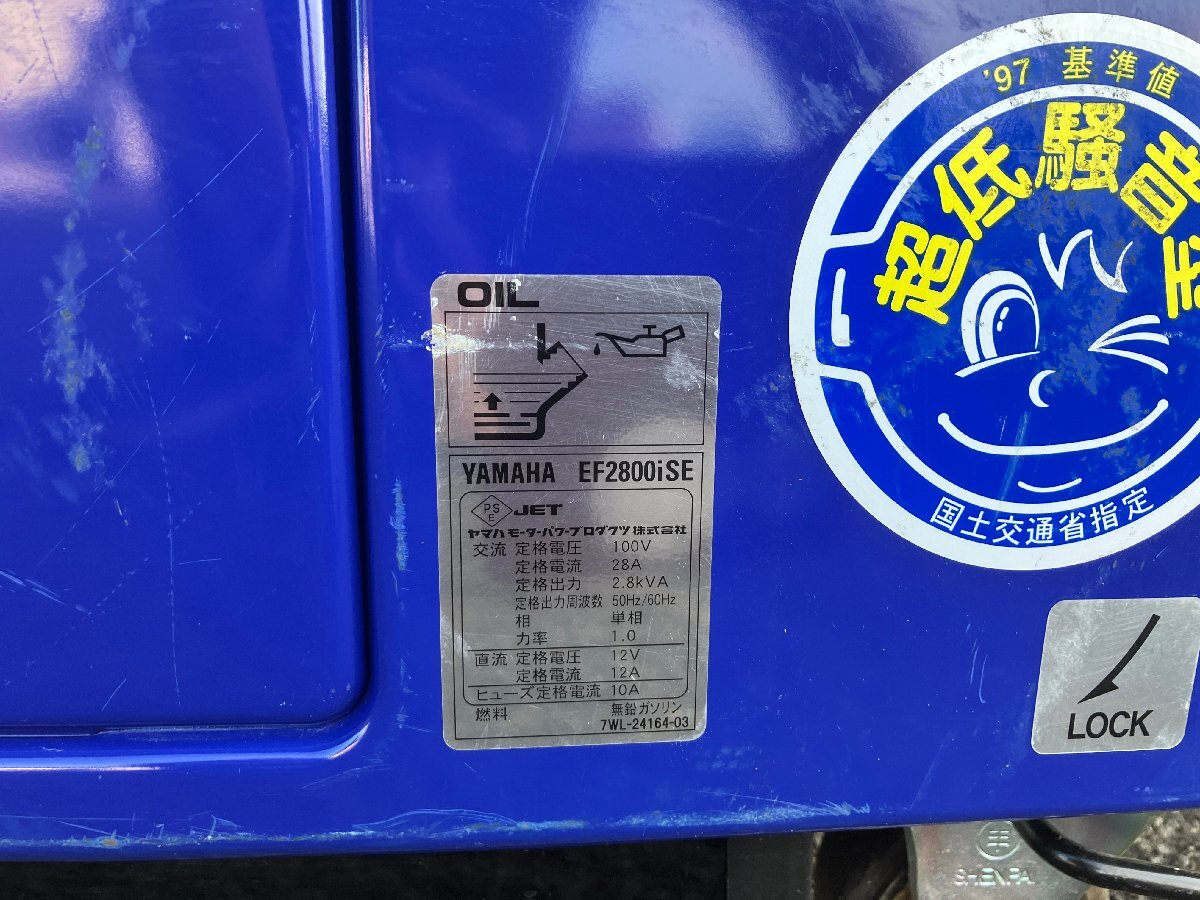 '97 基準値
超低騒音
国土交通省指定
OIL
YAMAHA EF2800iSE
PS E JET
ヤマハモーターパワープロダクツ株式会社
交流 定格電圧 100V
定格電流 28A
定格出力 2.8kVA
定格出力周波数 50Hz/60Hz
相 単相
力率 1.0
直流 定格電圧 12V
定格電流 12A
ヒューズ定格電流 10A
燃料 無鉛ガソリン
7WL-24164-03
LOCK
SHENPA